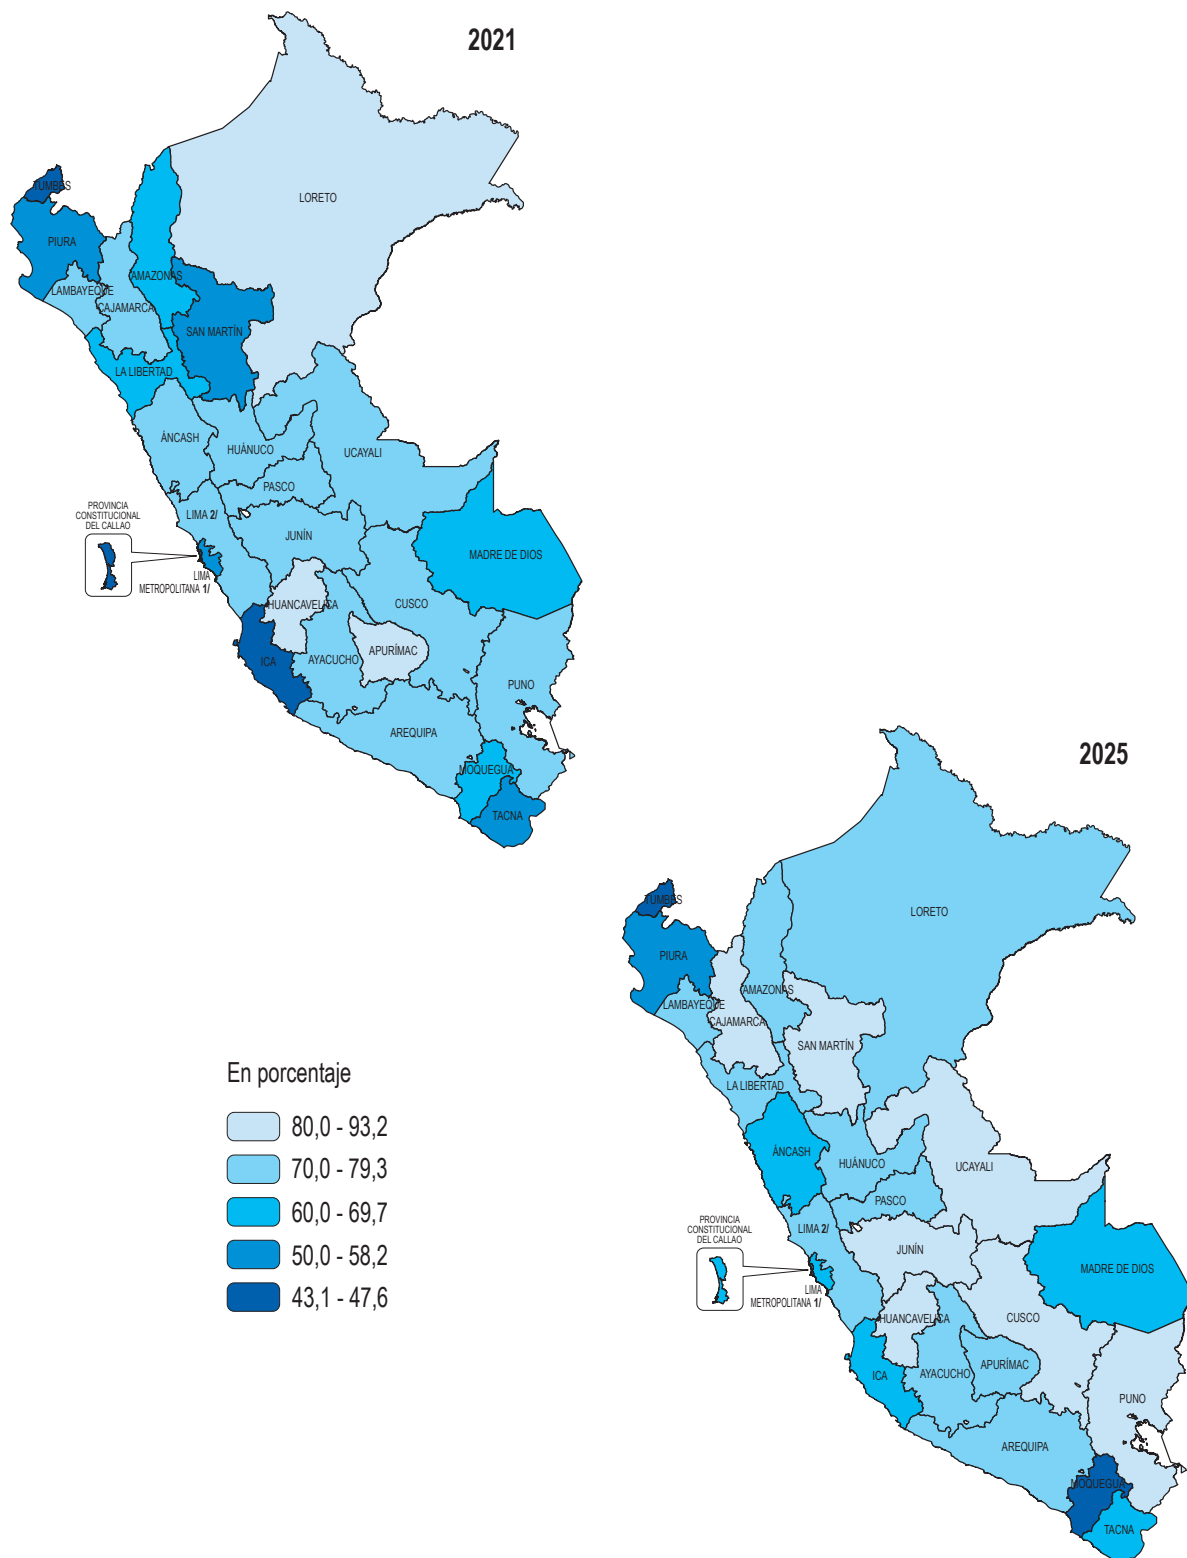 2021
LORETO
TUMBES
PIURA
AMAZONAS
LAMBAYEQUE
CAJAMARCA
SAN MARTÍN
LA LIBERTAD
ÁNCASH
HUÁNUCO
UCAYALI
PASCO
PROVINCIA
CONSTITUCIONAL
DEL CALLAO
LIMA 2/
JUNÍN
MADRE DE DIOS
LIMA
METROPOLITANA 1/
HUANCAVELICA
CUSCO
APURÍMAC
ICA
AYACUCHO
PUNO
AREQUIPA
MOQUEGUA
TACNA
2025
LORETO
TUMBES
PIURA
AMAZONAS
LAMBAYEQUE
CAJAMARCA
SAN MARTÍN
LA LIBERTAD
ÁNCASH
HUÁNUCO
UCAYALI
PASCO
PROVINCIA
CONSTITUCIONAL
DEL CALLAO
LIMA 2/
JUNÍN
MADRE DE DIOS
LIMA
METROPOLITANA 1/
HUANCAVELICA
CUSCO
APURÍMAC
ICA
AYACUCHO
PUNO
AREQUIPA
MOQUEGUA
TACNA
En porcentaje
80,0 - 93,2
70,0 - 79,3
60,0 - 69,7
50,0 - 58,2
43,1 - 47,6